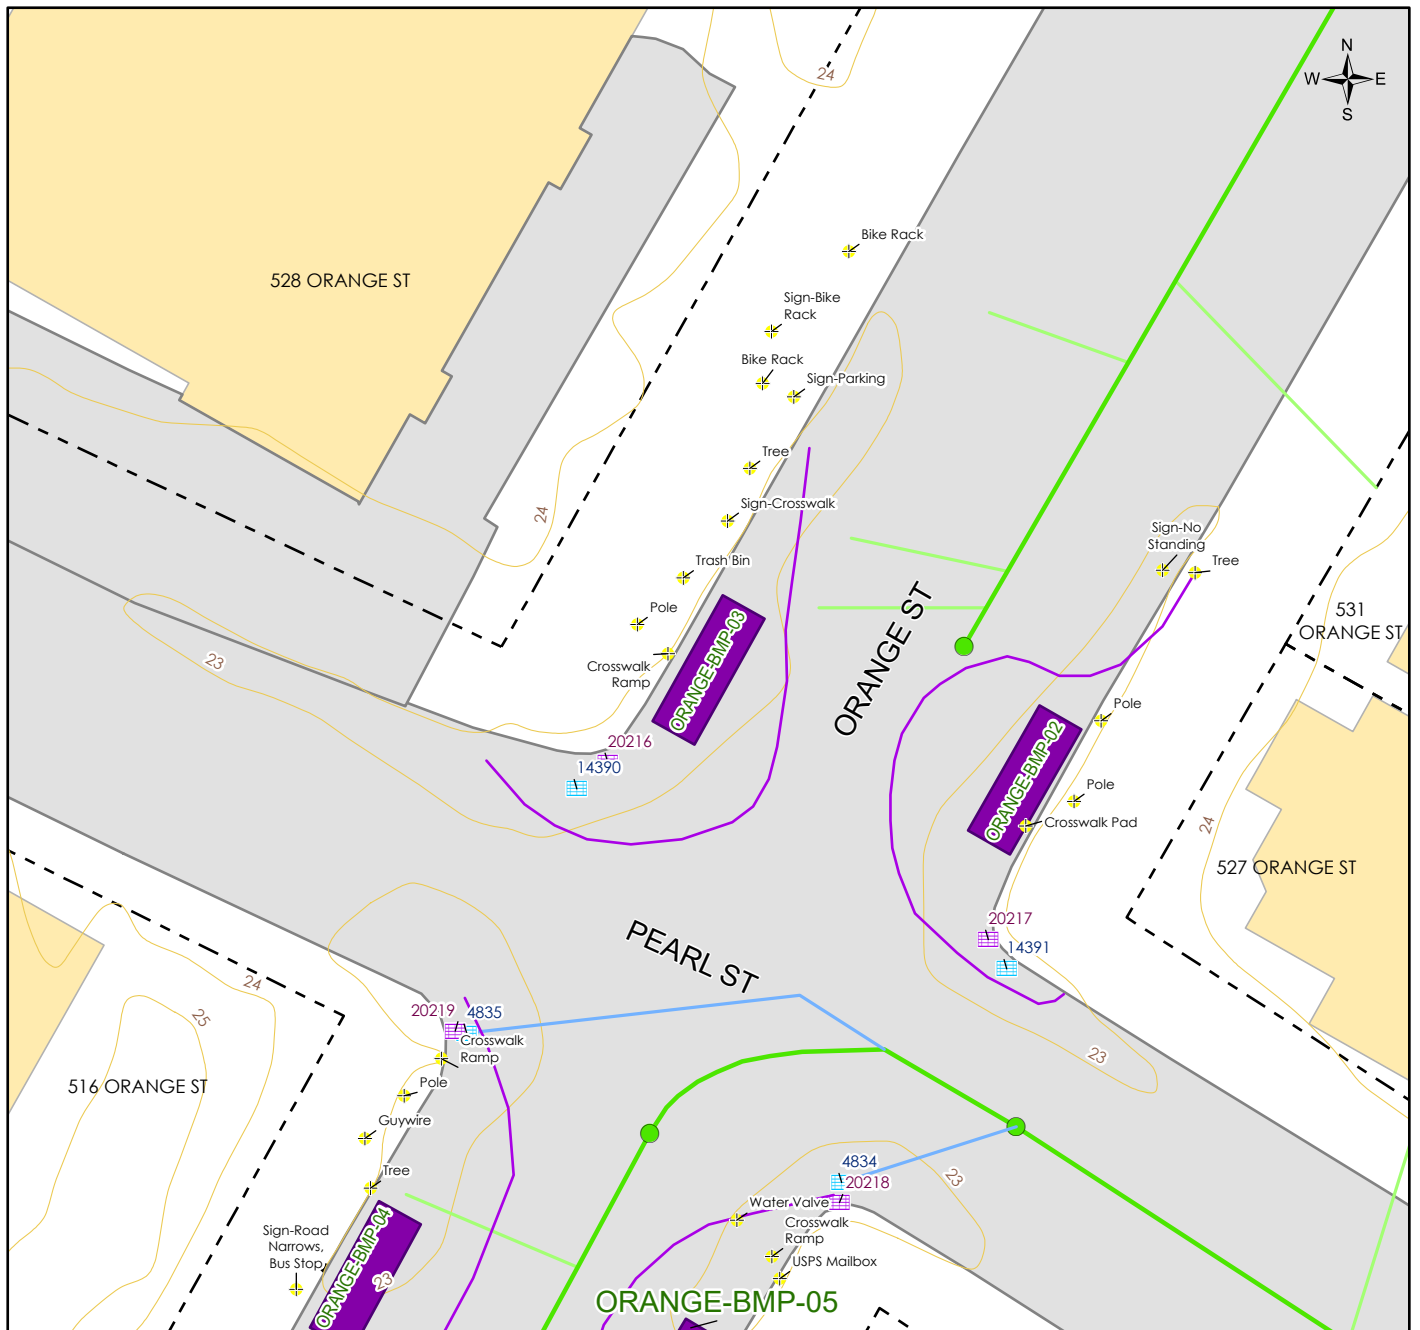 N
W E
S
24
Bike Rack
528 ORANGE ST
Sign-Bike
Rack
Bike Rack
Sign-Parking
Tree
Sign-Crosswalk
24
Sign-No
Standing
Tree
Trash Bin
Pole
531
ORANGE ST
ORANGE-BMP-03
ORANGE ST
23
Crosswalk
Ramp
Pole
20216
14390
ORANGE-BMP-02
Pole
Crosswalk Pad
24
527 ORANGE ST
20217
14391
PEARL ST
24
25
20219
4835
Crosswalk
Ramp
23
516 ORANGE ST
Pole
Guywire
4834
20218
23
Tree
Water Valve
Crosswalk
Ramp
Sign-Road
Narrows,
Bus Stop
ORANGE-BMP-04
23
USPS Mailbox
ORANGE-BMP-05